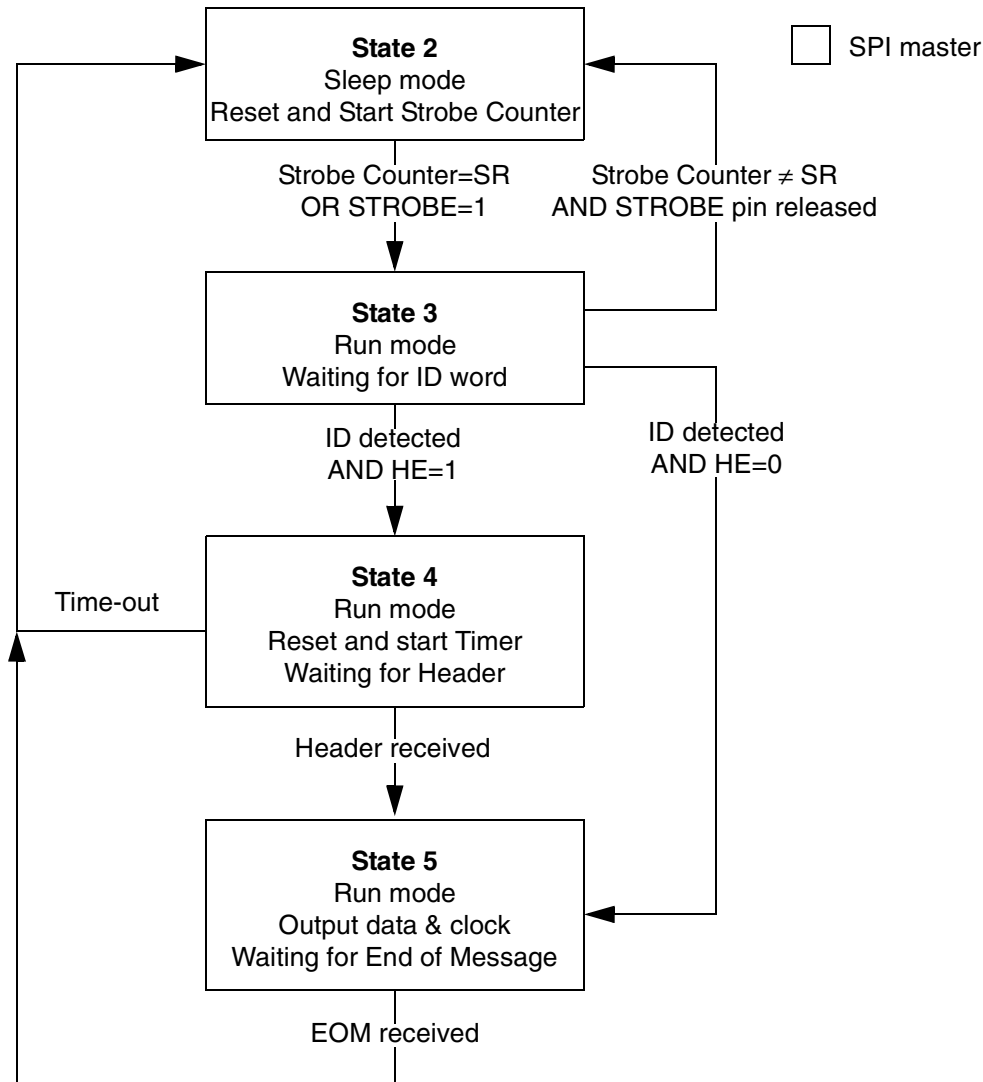 State 2
Sleep mode
Reset and Start Strobe Counter
SPI master
Strobe Counter=SR
OR STROBE=1
Strobe Counter ≠ SR
AND STROBE pin released
State 3
Run mode
Waiting for ID word
ID detected
AND HE=1
ID detected
AND HE=0
State 4
Run mode
Reset and start Timer
Waiting for Header
Time-out
Header received
State 5
Run mode
Output data & clock
Waiting for End of Message
EOM received